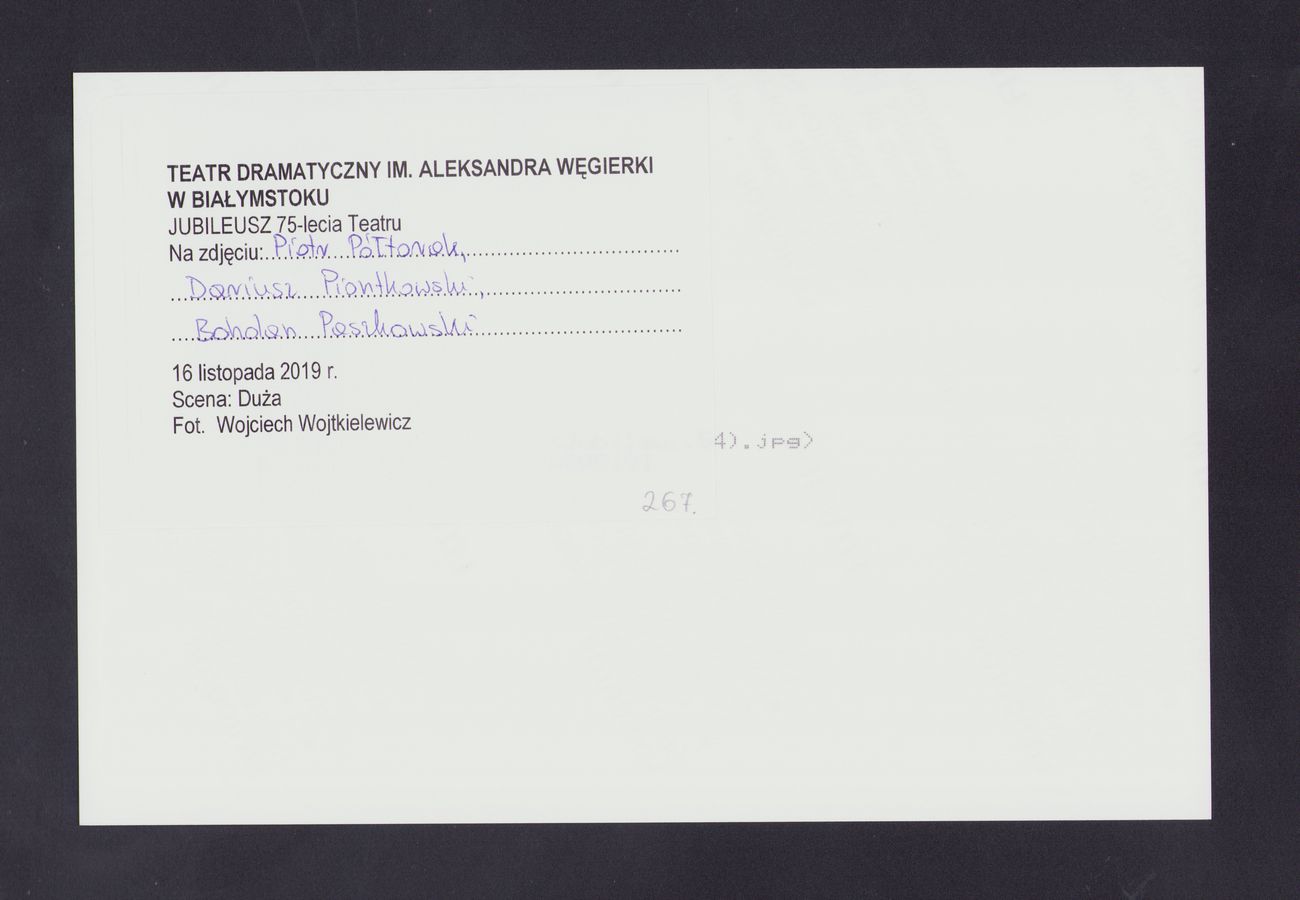 TEATR DRAMATYCZNY IM. ALEKSANDRA WĘGIERKI
W BIAŁYMSTOKU
JUBILEUSZ 75-lecia Teatru
Na zdjęciu: Piotr Półtorak,
Dariusz Piontkowski,
Bohdan Paszkowski
16 listopada 2019 r.
Scena: Duża
Fot. Wojciech Wojtkielewicz
4).jpg)
267.